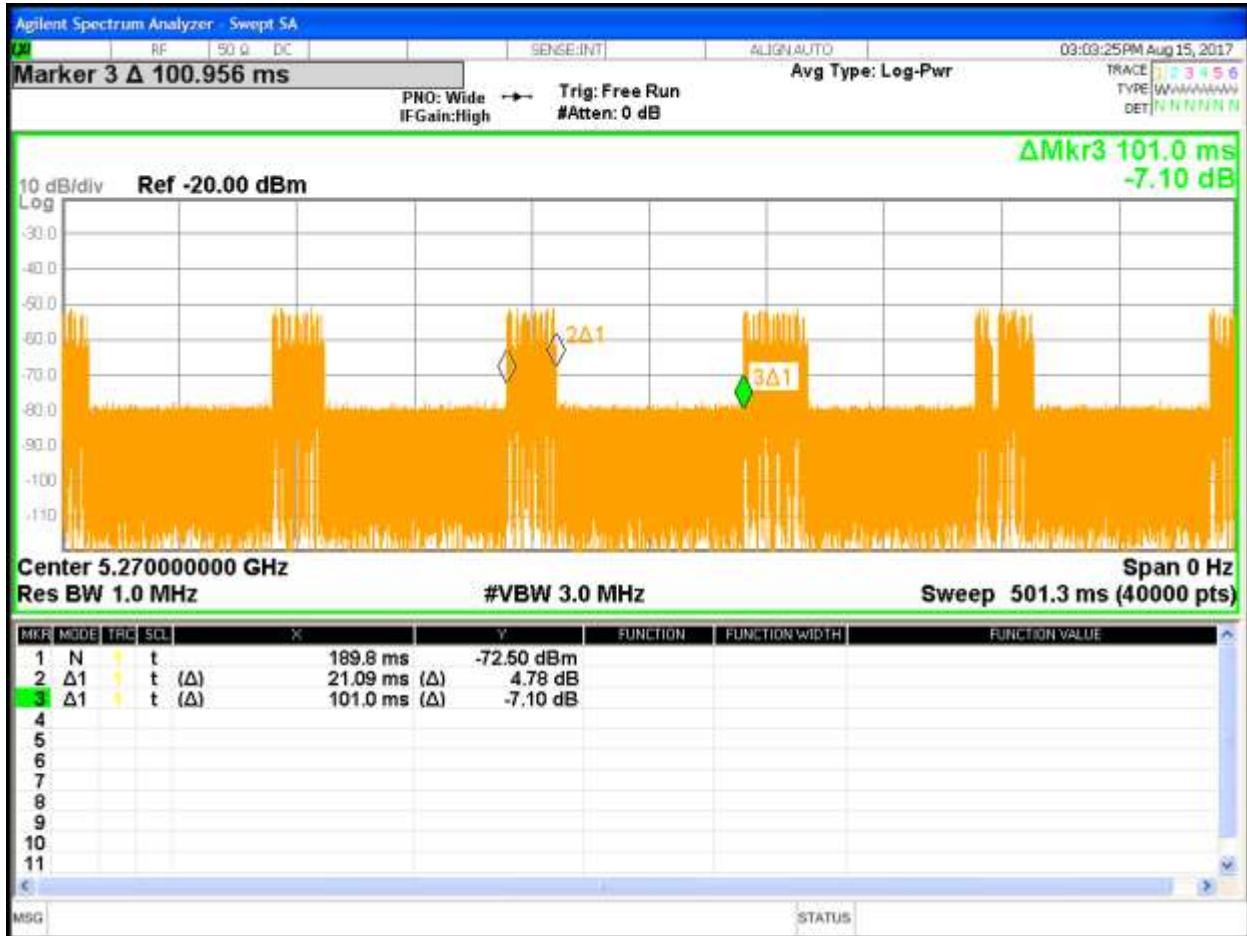 Agilent Spectrum Analyzer - Swept SA
RF 50 Ω DC SENSE:INT ALIGN AUTO 03:03:25PM Aug 15, 2017
Marker 3 Δ 100.956 ms
PNO: Wide
IFGain:High
Trig: Free Run
#Atten: 0 dB
Avg Type: Log-Pwr
TRACE 1 2 3 4 5 6
TYPE
DET N N N N N N
ΔMkr3 101.0 ms
-7.10 dB
10 dB/div Ref -20.00 dBm
Log
-30.0
-40.0
-50.0
-60.0
-70.0
-80.0
-90.0
-100
-110
2Δ1
3Δ1
Center 5.270000000 GHz Span 0 Hz
Res BW 1.0 MHz #VBW 3.0 MHz Sweep 501.3 ms (40000 pts)
MKR MODE TRC SCL X Y FUNCTION FUNCTION WIDTH FUNCTION VALUE
1 N 1 t 189.8 ms -72.50 dBm
2 Δ1 1 t (Δ) 21.09 ms (Δ) 4.78 dB
3 Δ1 1 t (Δ) 101.0 ms (Δ) -7.10 dB
4
5
6
7
8
9
10
11
MSG STATUS